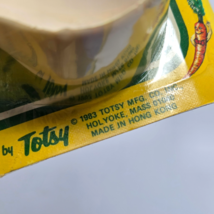 by Totsy
© 1983 TOTSY MFG. CO. INC.
HOLYOKE, MASS 01040
MADE IN HONG KONG